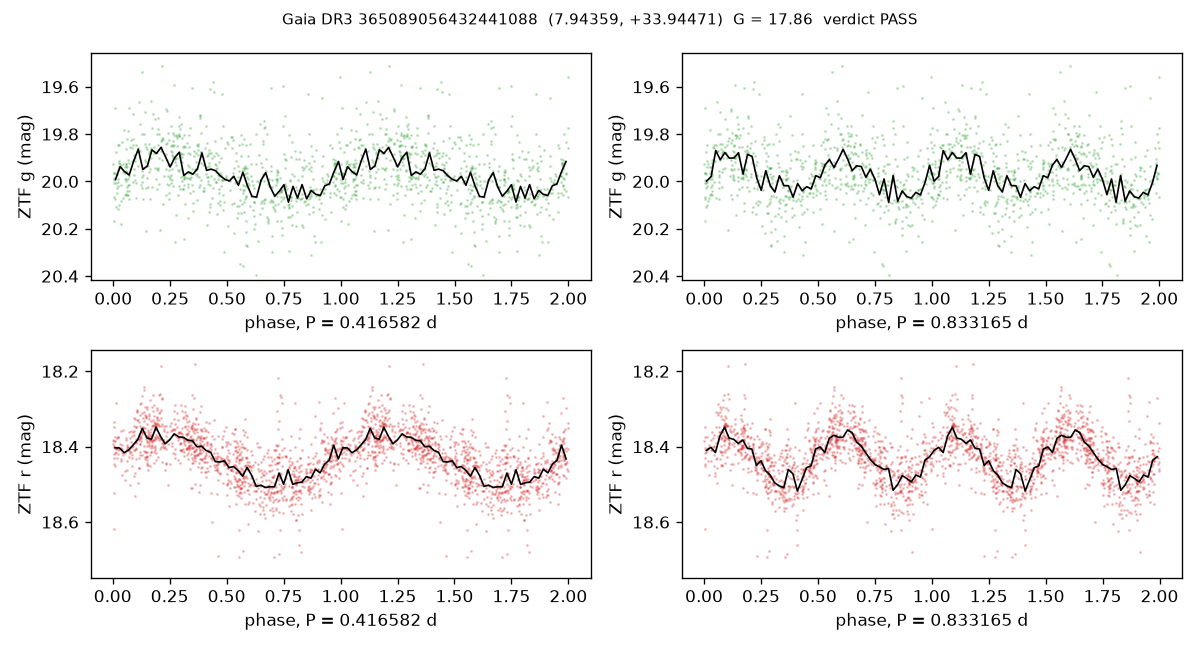 Gaia DR3 365089056432441088 (7.94359, +33.94471) G = 17.86 verdict PASS
ZTF g (mag)
19.6
19.8
20.0
20.2
20.4
0.00 0.25 0.50 0.75 1.00 1.25 1.50 1.75 2.00
phase, P = 0.416582 d
ZTF g (mag)
19.6
19.8
20.0
20.2
20.4
0.00 0.25 0.50 0.75 1.00 1.25 1.50 1.75 2.00
phase, P = 0.833165 d
ZTF r (mag)
18.2
18.4
18.6
0.00 0.25 0.50 0.75 1.00 1.25 1.50 1.75 2.00
phase, P = 0.416582 d
ZTF r (mag)
18.2
18.4
18.6
0.00 0.25 0.50 0.75 1.00 1.25 1.50 1.75 2.00
phase, P = 0.833165 d